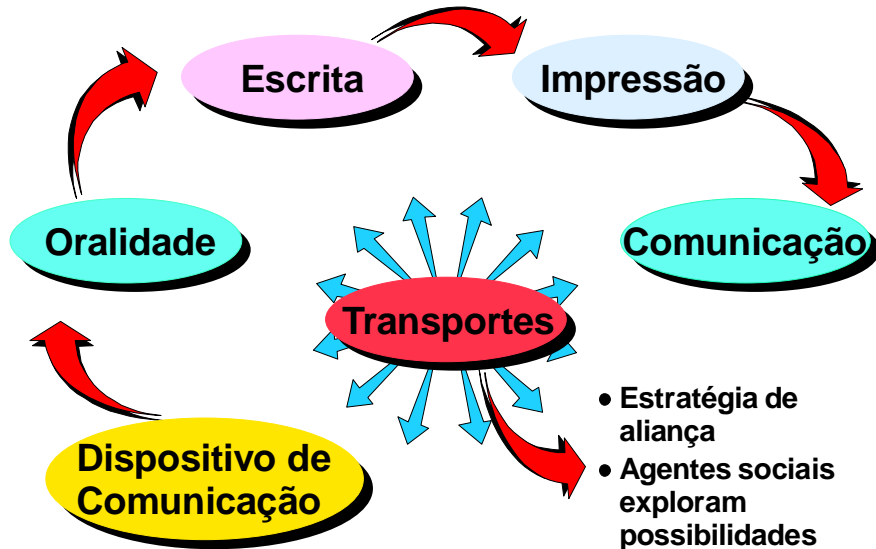 Escrita
Impressão
Oralidade
Comunicação
Transportes
Dispositivo de
Comunicação
• Estratégia de
aliança
• Agentes sociais
exploram
possibilidades